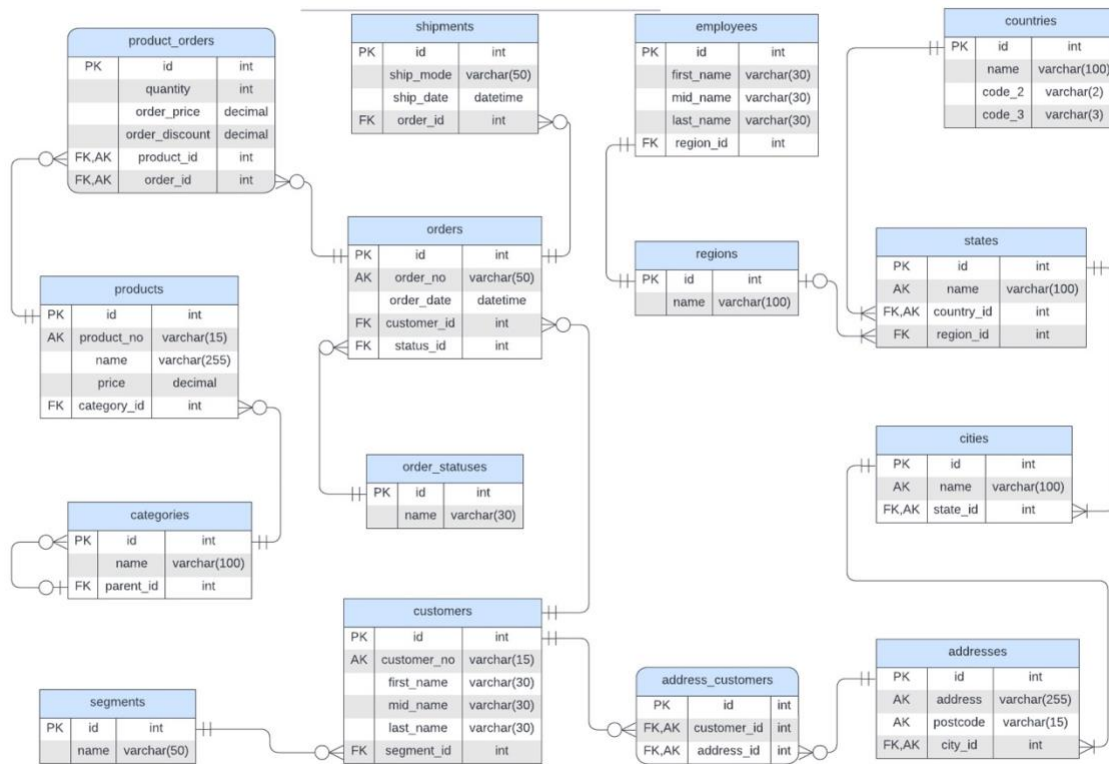 product_orders
PK id int
quantity int
order_price decimal
order_discount decimal
FK,AK product_id int
FK,AK order_id int
shipments
PK id int
ship_mode varchar(50)
ship_date datetime
FK order_id int
employees
PK id int
first_name varchar(30)
mid_name varchar(30)
last_name varchar(30)
FK region_id int
countries
PK id int
name varchar(100)
code_2 varchar(2)
code_3 varchar(3)
orders
PK id int
AK order_no varchar(50)
order_date datetime
FK customer_id int
FK status_id int
regions
PK id int
name varchar(100)
states
PK id int
AK name varchar(100)
FK,AK country_id int
FK region_id int
products
PK id int
AK product_no varchar(15)
name varchar(255)
price decimal
FK category_id int
order_statuses
PK id int
name varchar(30)
cities
PK id int
AK name varchar(100)
FK,AK state_id int
categories
PK id int
name varchar(100)
FK parent_id int
customers
PK id int
AK customer_no varchar(15)
first_name varchar(30)
mid_name varchar(30)
last_name varchar(30)
FK segment_id int
segments
PK id int
name varchar(50)
address_customers
PK id int
FK,AK customer_id int
FK,AK address_id int
addresses
PK id int
AK address varchar(255)
AK postcode varchar(15)
FK,AK city_id int